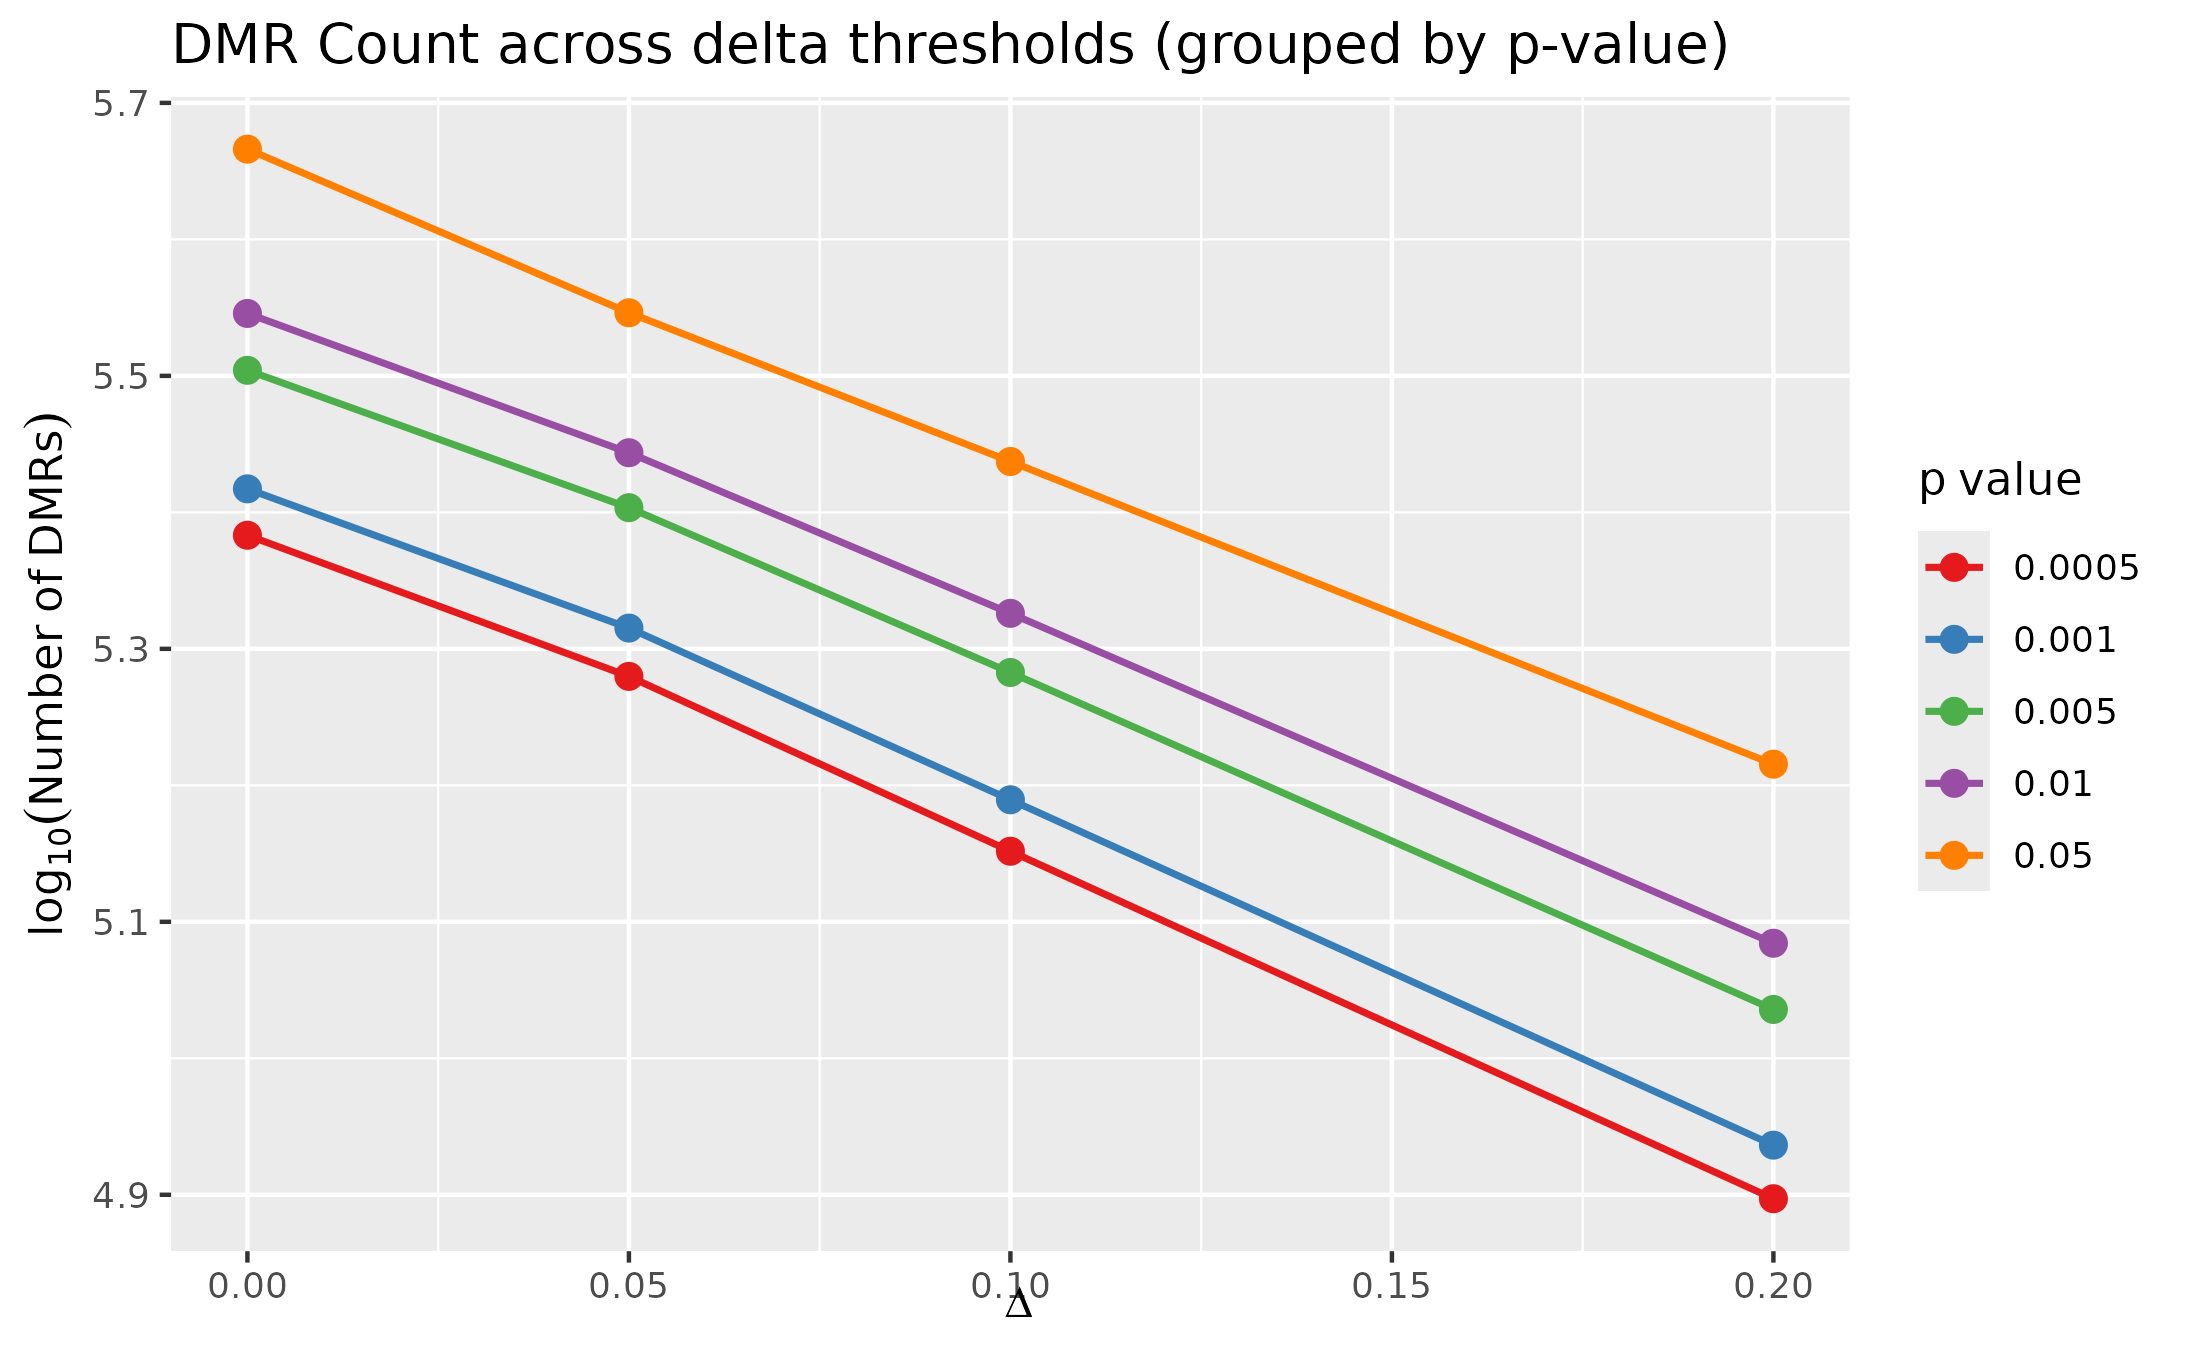 DMR Count across delta thresholds (grouped by p-value)
log₁₀(Number of DMRs)
5.7
5.5
5.3
5.1
4.9
0.00 0.05 0.10 0.15 0.20
Δ
p value
0.0005
0.001
0.005
0.01
0.05